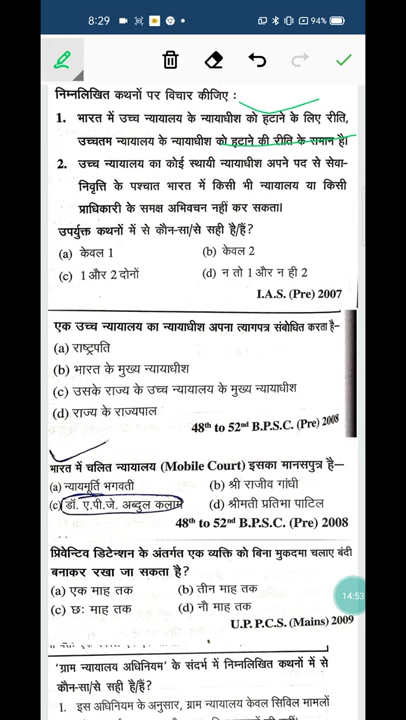 8:29
94%
निम्नलिखित कथनों पर विचार कीजिए :
1. भारत में उच्च न्यायालय के न्यायाधीश को हटाने के लिए रीति,
उच्चतम न्यायालय के न्यायाधीश को हटाने की रीति के समान है।
2. उच्च न्यायालय का कोई स्थायी न्यायाधीश अपने पद से सेवा-
निवृत्ति के पश्चात भारत में किसी भी न्यायालय या किसी
प्राधिकारी के समक्ष अभिवचन नहीं कर सकता।
उपर्युक्त कथनों में से कौन-सा/से सही है/हैं?
(a) केवल 1 (b) केवल 2
(c) 1 और 2 दोनों (d) न तो 1 और न ही 2
I.A.S. (Pre) 2007
एक उच्च न्यायालय का न्यायाधीश अपना त्यागपत्र संबोधित करता है–
(a) राष्ट्रपति
(b) भारत के मुख्य न्यायाधीश
(c) उसके राज्य के उच्च न्यायालय के मुख्य न्यायाधीश
(d) राज्य के राज्यपाल
48th to 52nd B.P.S.C. (Pre) 2008
भारत में चलित न्यायालय (Mobile Court) इसका मानसपुत्र है–
(a) न्यायमूर्ति भगवती (b) श्री राजीव गांधी
(c) डॉ. ए.पी.जे. अब्दुल कलाम (d) श्रीमती प्रतिभा पाटिल
48th to 52nd B.P.S.C. (Pre) 2008
प्रिवेन्टिव डिटेन्शन के अंतर्गत एक व्यक्ति को बिना मुकदमा चलाए बंदी
बनाकर रखा जा सकता है?
(a) एक माह तक (b) तीन माह तक
(c) छः माह तक (d) नौ माह तक
14:53
U.P.P.C.S. (Mains) 2009
'ग्राम न्यायालय अधिनियम' के संदर्भ में निम्नलिखित कथनों में से
कौन-सा/से सही है/हैं?
1. इस अधिनियम के अनुसार, ग्राम न्यायालय केवल सिविल मामलों